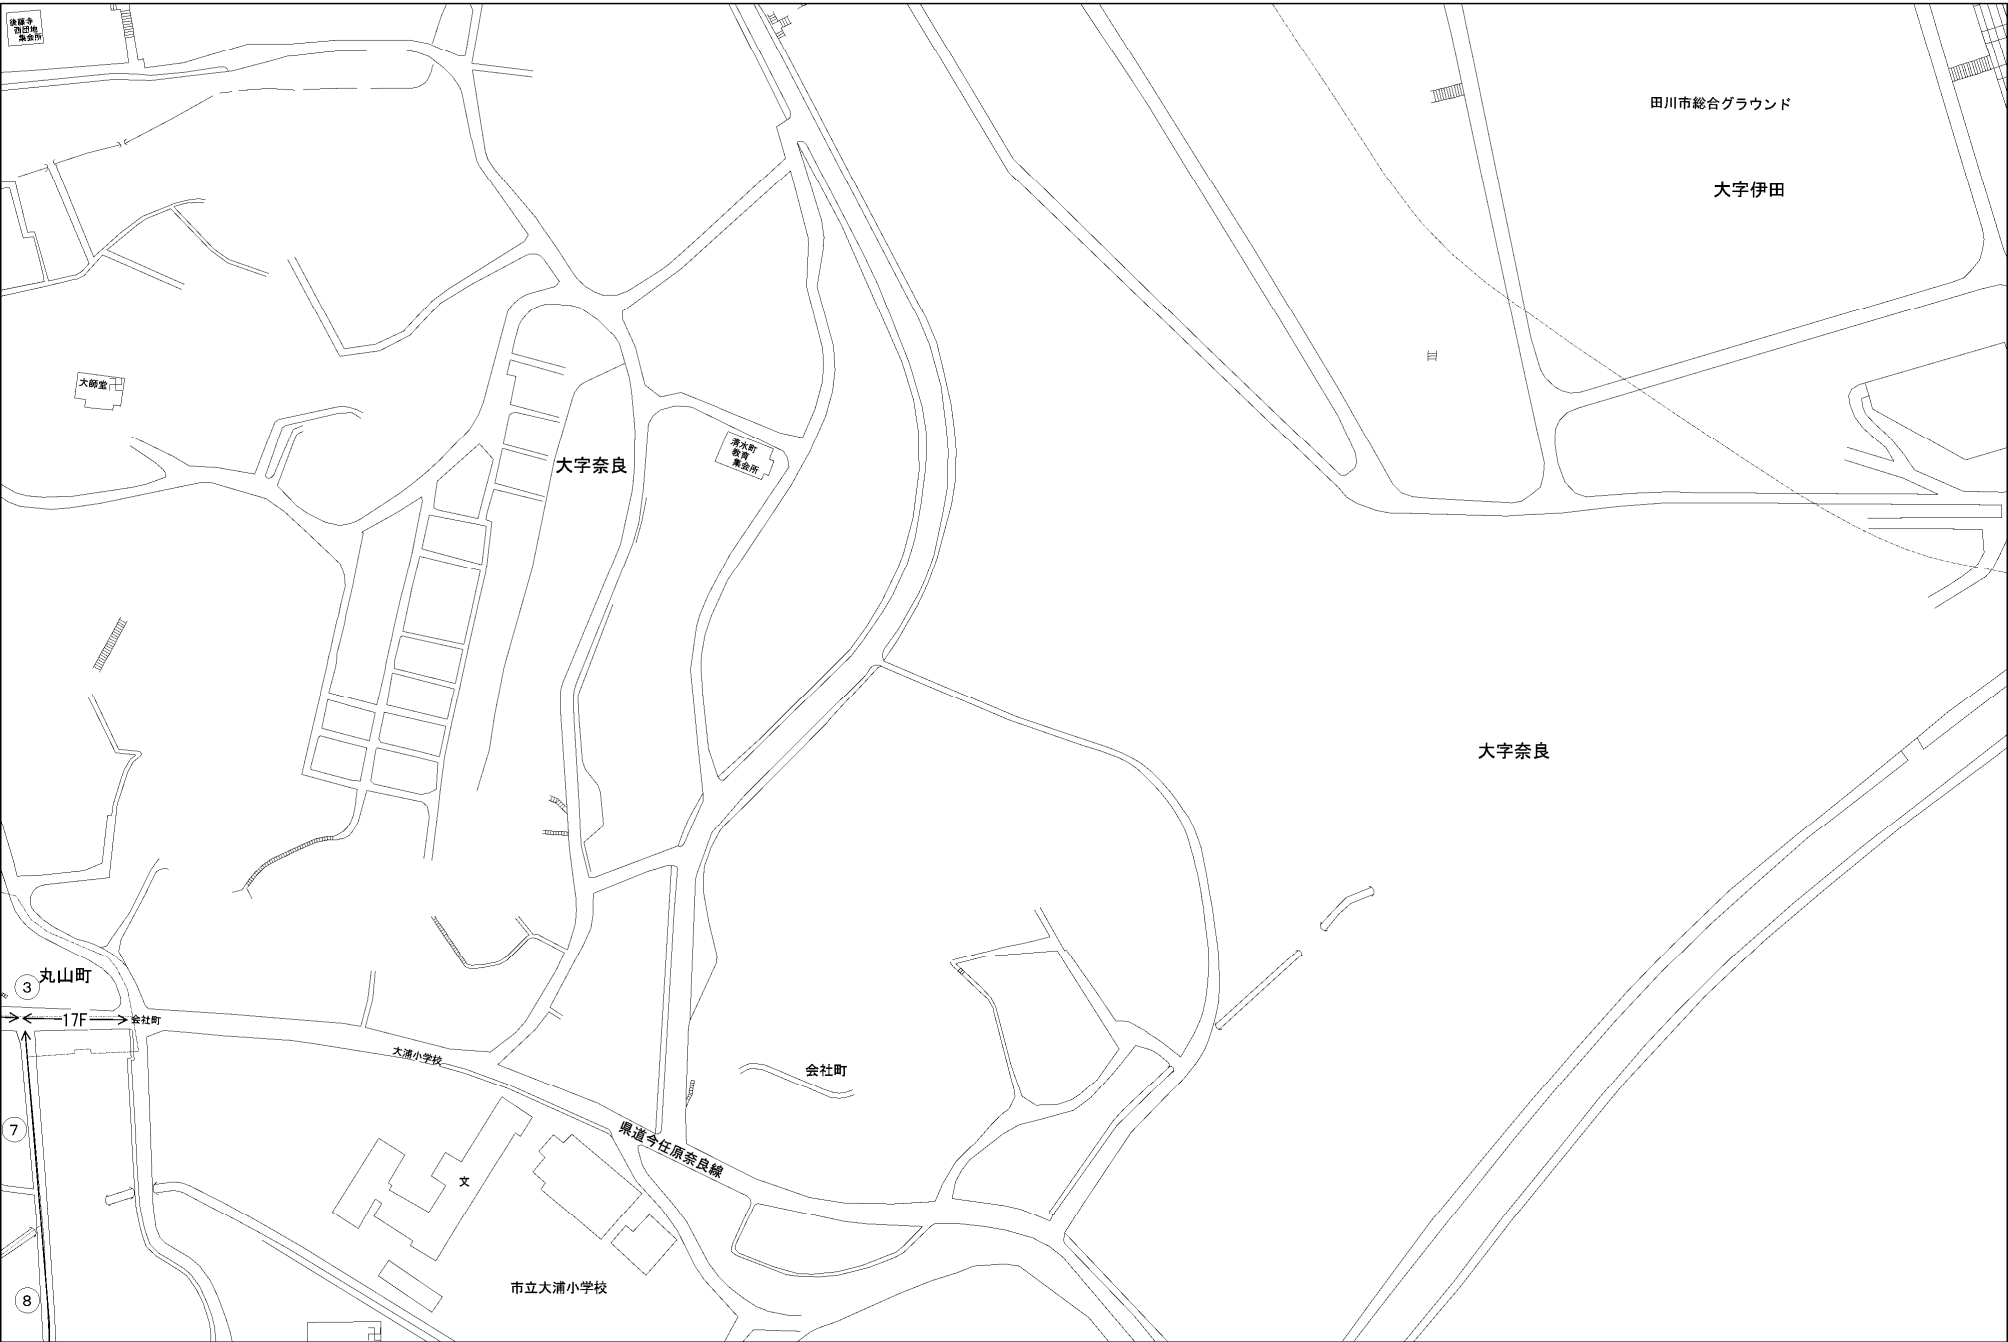 後藤寺
西団地
集会所
田川市総合グラウンド
大字伊田
大師堂
清水町
教育
集会所
大字奈良
大字奈良
丸山町
③
17F
会社町
大浦小学校
会社町
⑦
県道今任原奈良線
文
市立大浦小学校
⑧